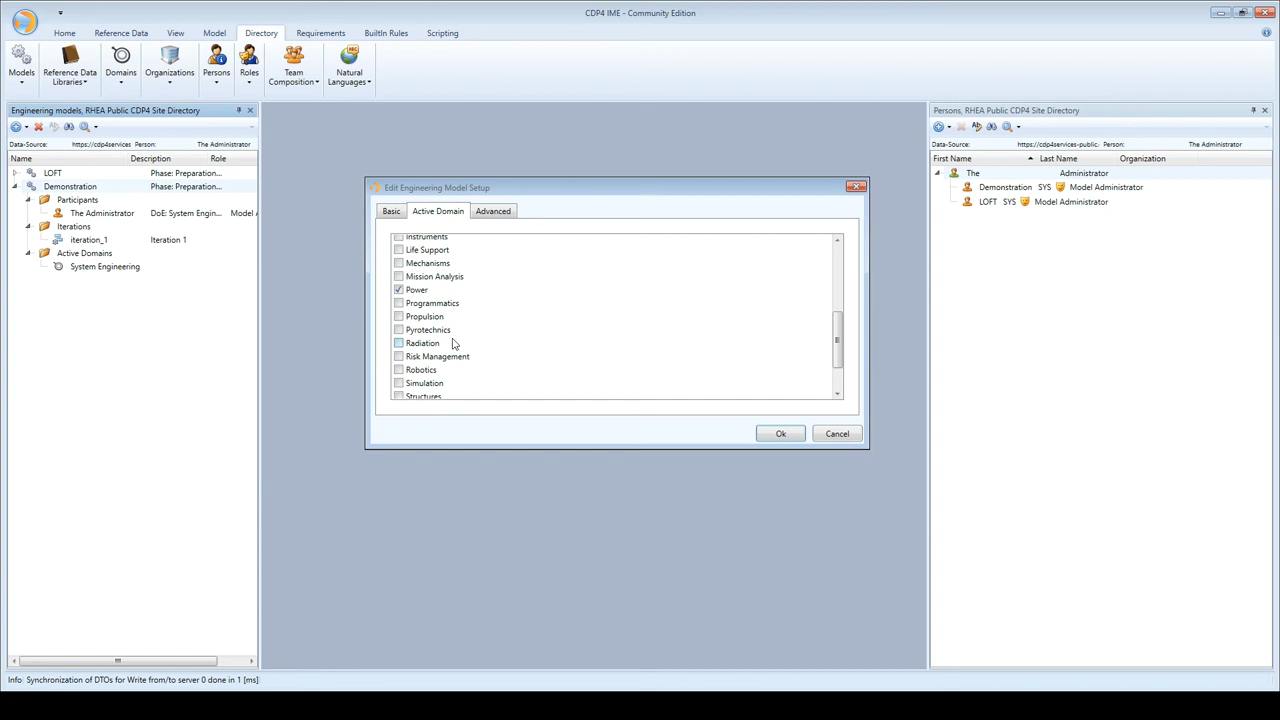 CDP4 IME - Community Edition
Home Reference Data View Model Directory Requirements BuiltIn Rules Scripting
Models Reference Data Libraries Domains Organizations Persons Roles Team Composition Natural Languages
Engineering models, RHEA Public CDP4 Site Directory
Data-Source: https://cdp4services Person: The Administrator
Name Description Role
LOFT Phase: Preparation...
Demonstration Phase: Preparation...
Participants
The Administrator DoE: System Engin... Model A
Iterations
iteration_1 Iteration 1
Active Domains
System Engineering
Edit Engineering Model Setup
Basic Active Domain Advanced
Instruments
Life Support
Mechanisms
Mission Analysis
Power
Programmatics
Propulsion
Pyrotechnics
Radiation
Risk Management
Robotics
Simulation
Structures
Ok Cancel
Persons, RHEA Public CDP4 Site Directory
Data-Source: https://cdp4services-public- Person: The Administrator
First Name Last Name Organization
The Administrator
Demonstration SYS Model Administrator
LOFT SYS Model Administrator
Info: Synchronization of DTOs for Write from/to server 0 done in 1 [ms]